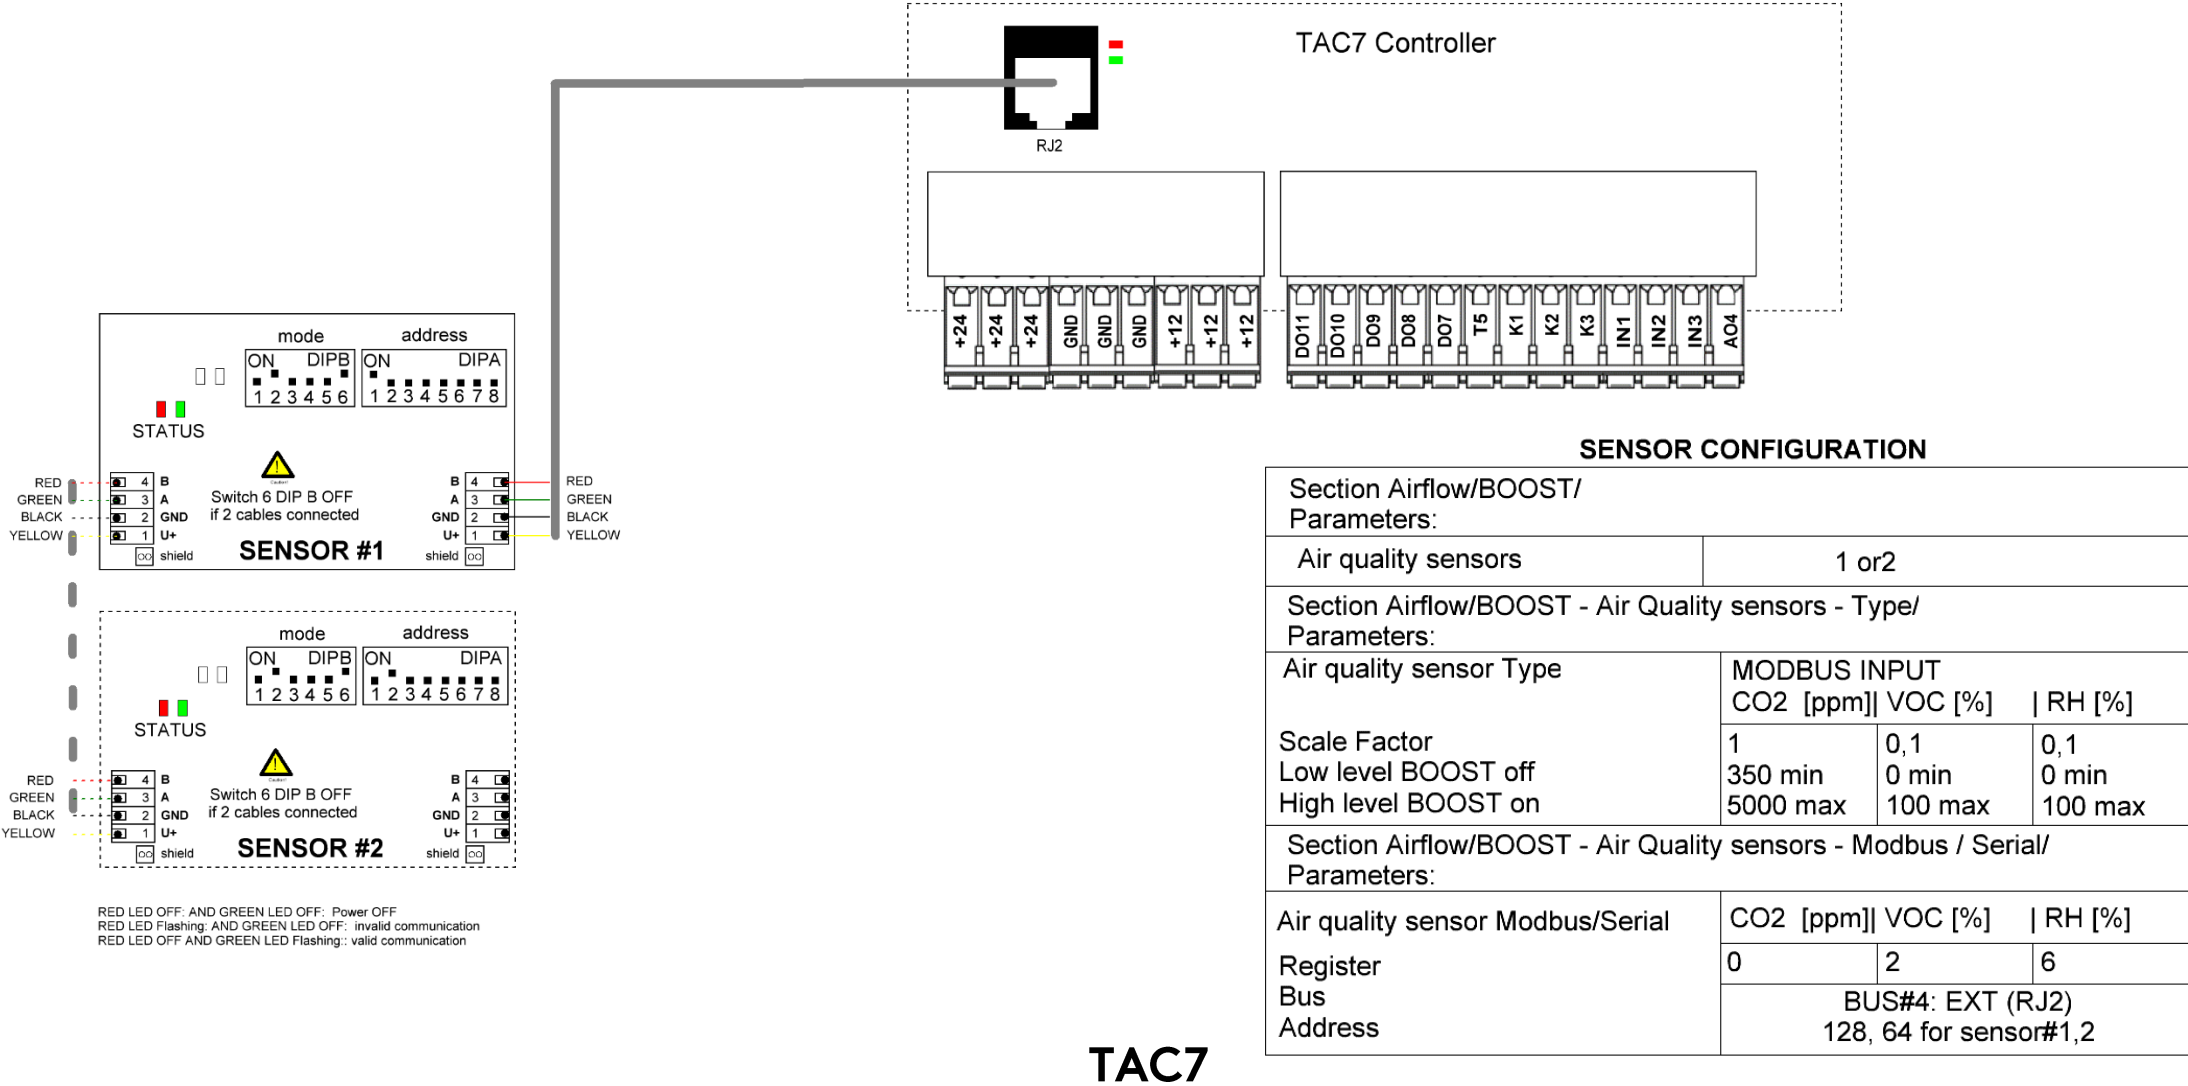 TAC7 Controller
RJ2
+24 +24 +24 GND GND GND +12 +12 +12
DO11 DO10 DO9 DO8 DO7 T5 K1 K2 K3 IN1 IN2 IN3 AO4
mode address
ON DIPB ON DIPA
1 2 3 4 5 6 1 2 3 4 5 6 7 8
STATUS
RED 4 B B 4 RED
GREEN 3 A Switch 6 DIP B OFF A 3 GREEN
BLACK 2 GND if 2 cables connected GND 2 BLACK
YELLOW 1 U+ U+ 1 YELLOW
shield SENSOR #1 shield
mode address
ON DIPB ON DIPA
1 2 3 4 5 6 1 2 3 4 5 6 7 8
STATUS
RED 4 B B 4
GREEN 3 A Switch 6 DIP B OFF A 3
BLACK 2 GND if 2 cables connected GND 2
YELLOW 1 U+ U+ 1
shield SENSOR #2 shield
RED LED OFF: AND GREEN LED OFF: Power OFF
RED LED Flashing: AND GREEN LED OFF: invalid communication
RED LED OFF AND GREEN LED Flashing:: valid communication
SENSOR CONFIGURATION
Section Airflow/BOOST/
Parameters:
Air quality sensors 1 or2
Section Airflow/BOOST - Air Quality sensors - Type/
Parameters:
Air quality sensor Type MODBUS INPUT
CO2 [ppm]| VOC [%] | RH [%]
Scale Factor 1 0,1 0,1
Low level BOOST off 350 min 0 min 0 min
High level BOOST on 5000 max 100 max 100 max
Section Airflow/BOOST - Air Quality sensors - Modbus / Serial/
Parameters:
Air quality sensor Modbus/Serial CO2 [ppm]| VOC [%] | RH [%]
Register 0 2 6
Bus BUS#4: EXT (RJ2)
Address 128, 64 for sensor#1,2
TAC7